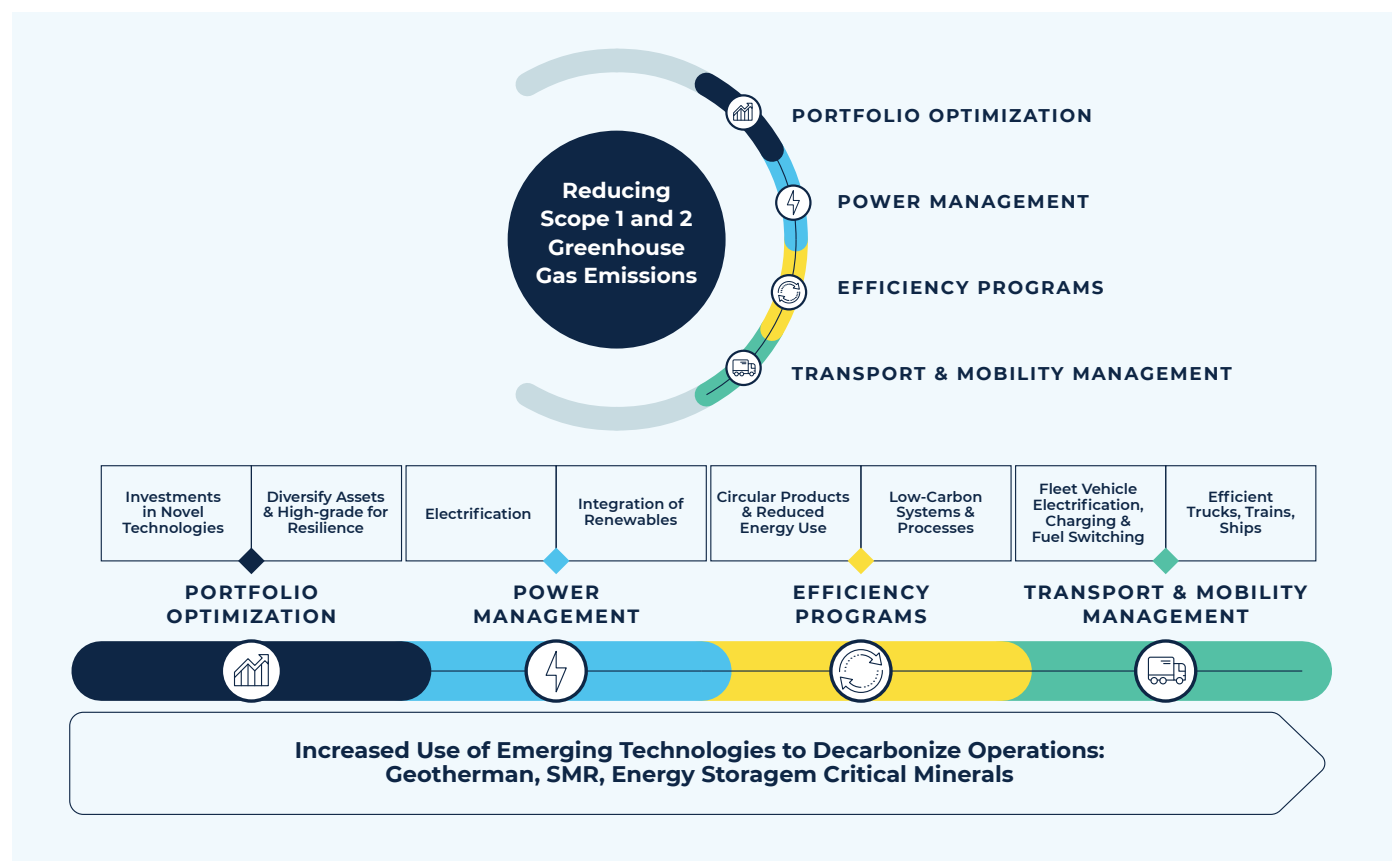 Reducing
Scope 1 and 2
Greenhouse
Gas Emissions
PORTFOLIO OPTIMIZATION
POWER MANAGEMENT
EFFICIENCY PROGRAMS
TRANSPORT & MOBILITY MANAGEMENT
Investments
in Novel
Technologies
Diversify Assets
& High-grade for
Resilience
Electrification
Integration of
Renewables
Circular Products
& Reduced
Energy Use
Low-Carbon
Systems &
Processes
Fleet Vehicle
Electrification,
Charging &
Fuel Switching
Efficient
Trucks, Trains,
Ships
PORTFOLIO
OPTIMIZATION
POWER
MANAGEMENT
EFFICIENCY
PROGRAMS
TRANSPORT & MOBILITY
MANAGEMENT
Increased Use of Emerging Technologies to Decarbonize Operations:
Geotherman, SMR, Energy Storagem Critical Minerals